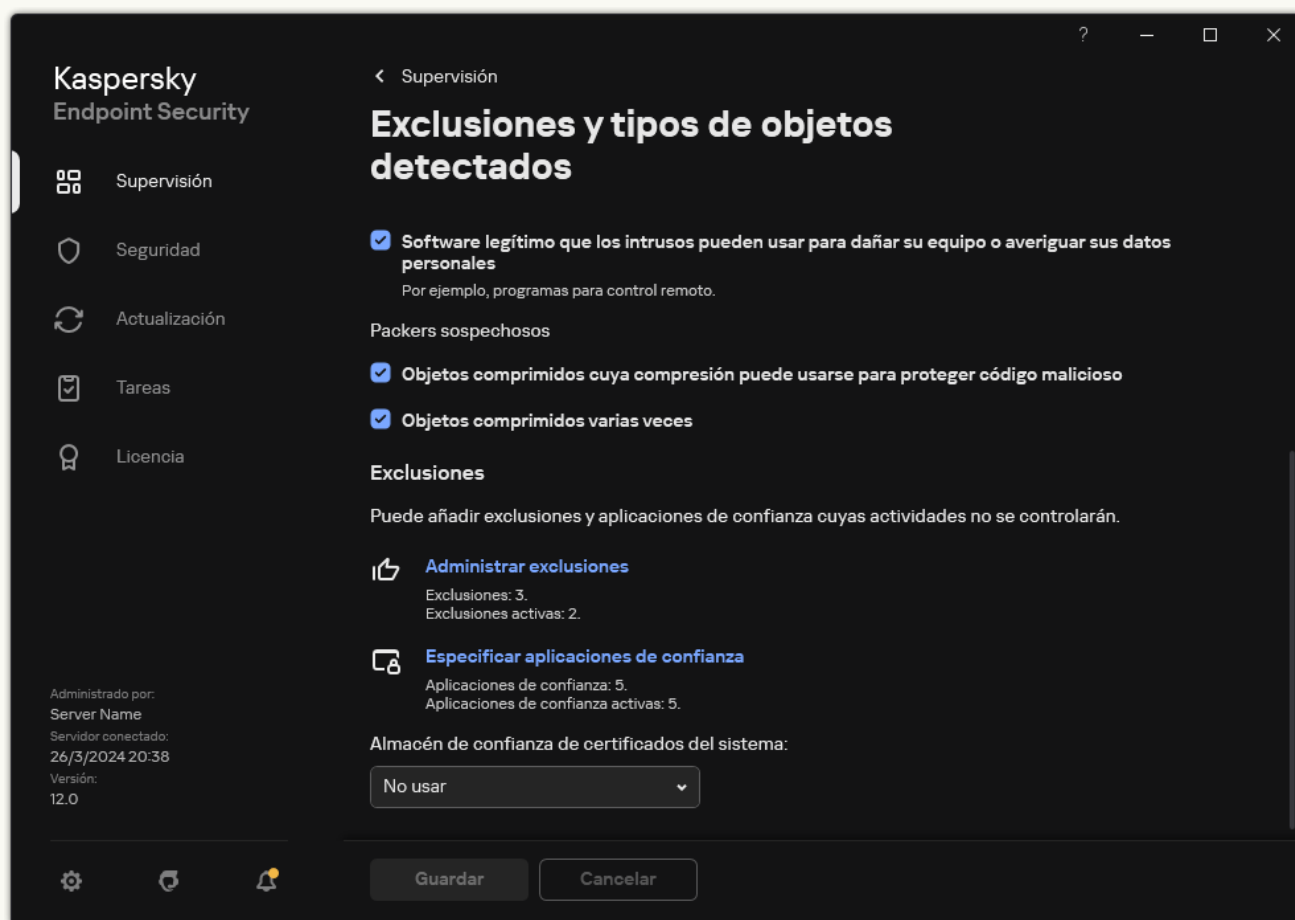 ?
Kaspersky
Endpoint Security
Supervisión
Seguridad
Actualización
Tareas
Licencia
Administrado por:
Server Name
Servidor conectado:
26/3/2024 20:38
Versión:
12.0
Supervisión
Exclusiones y tipos de objetos
detectados
Software legítimo que los intrusos pueden usar para dañar su equipo o averiguar sus datos
personales
Por ejemplo, programas para control remoto.
Packers sospechosos
Objetos comprimidos cuya compresión puede usarse para proteger código malicioso
Objetos comprimidos varias veces
Exclusiones
Puede añadir exclusiones y aplicaciones de confianza cuyas actividades no se controlarán.
Administrar exclusiones
Exclusiones: 3.
Exclusiones activas: 2.
Especificar aplicaciones de confianza
Aplicaciones de confianza: 5.
Aplicaciones de confianza activas: 5.
Almacén de confianza de certificados del sistema:
No usar
Guardar
Cancelar